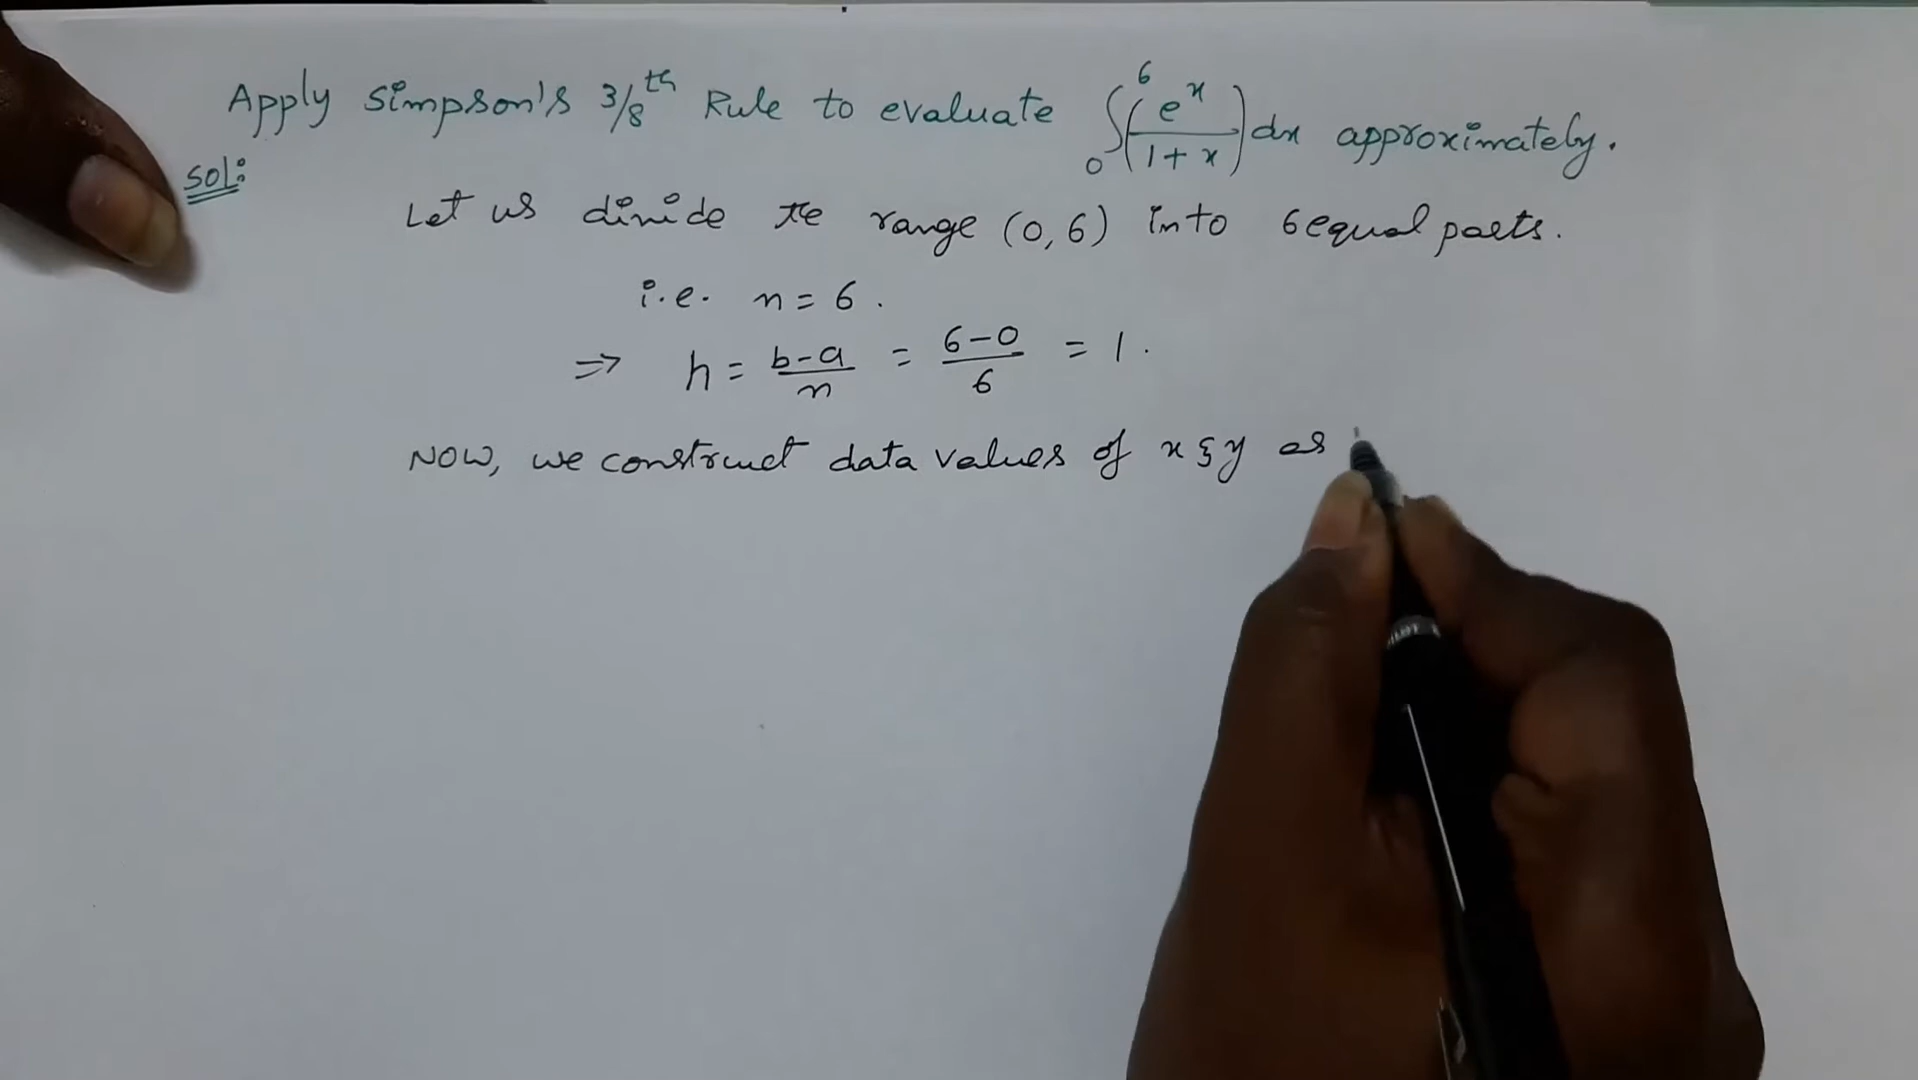 Apply Simpson's 3/8th Rule to evaluate ∫₀⁶ (eˣ/(1+x)) dx approximately.
Sol:
Let us divide the range (0,6) into 6 equal parts.
i.e. n = 6.
⇒ h = (b-a)/n = (6-0)/6 = 1.
Now, we construct data values of x & y as
PILOT